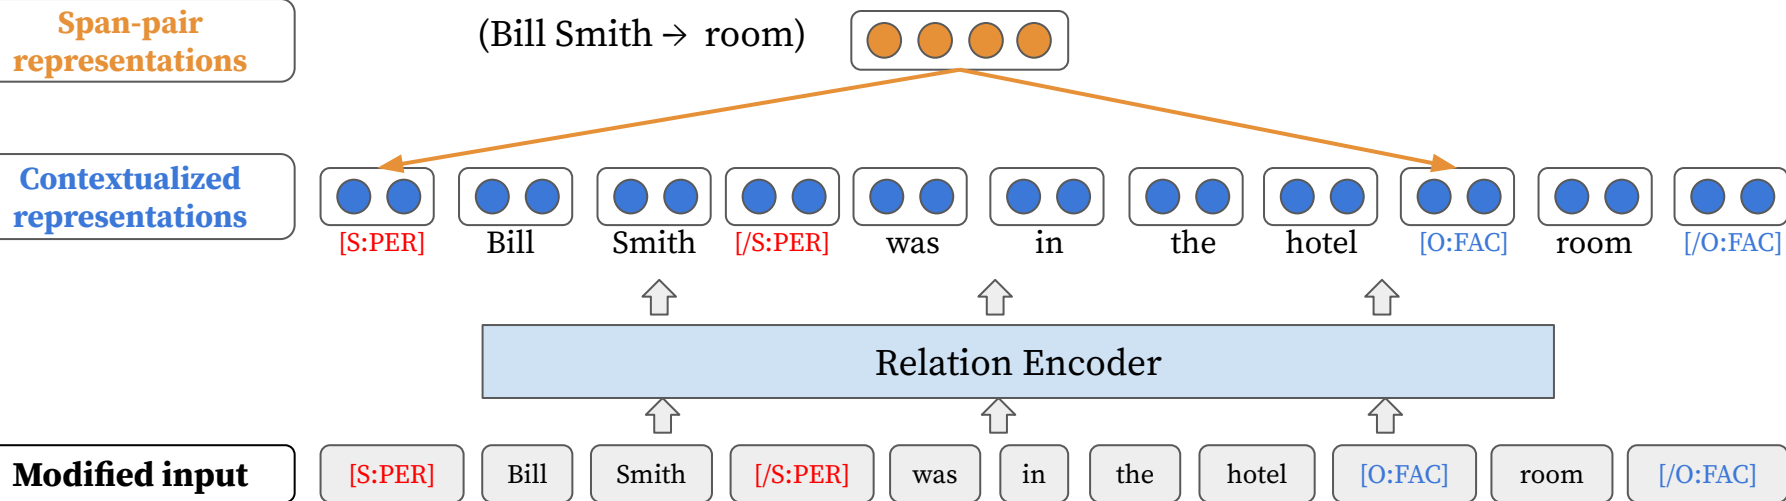 Span-pair
representations
(Bill Smith → room)
Contextualized
representations
[S:PER] Bill Smith [/S:PER] was in the hotel [O:FAC] room [/O:FAC]
Relation Encoder
Modified input
[S:PER] Bill Smith [/S:PER] was in the hotel [O:FAC] room [/O:FAC]